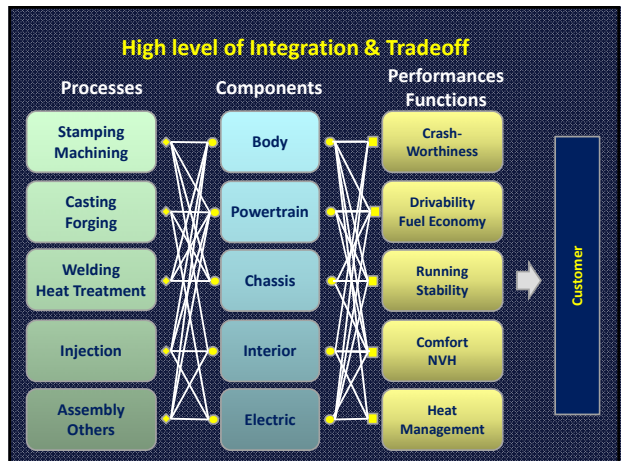 High level of Integration & Tradeoff
Processes
Components
Performances
Functions
Stamping
Machining
Body
Crash-
Worthiness
Casting
Forging
Powertrain
Drivability
Fuel Economy
Welding
Heat Treatment
Chassis
Running
Stability
Injection
Interior
Comfort
NVH
Assembly
Others
Electric
Heat
Management
Customer